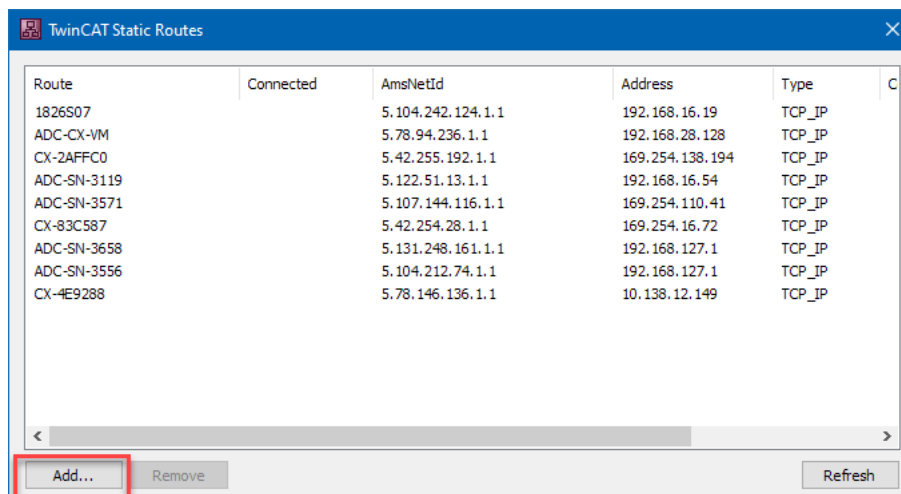 TwinCAT Static Routes
Route Connected AmsNetId Address Type C
1826S07 5.104.242.124.1.1 192.168.16.19 TCP_IP
ADC-CX-VM 5.78.94.236.1.1 192.168.28.128 TCP_IP
CX-2AFFC0 5.42.255.192.1.1 169.254.138.194 TCP_IP
ADC-SN-3119 5.122.51.13.1.1 192.168.16.54 TCP_IP
ADC-SN-3571 5.107.144.116.1.1 169.254.110.41 TCP_IP
CX-83C587 5.42.254.28.1.1 169.254.16.72 TCP_IP
ADC-SN-3658 5.131.248.161.1.1 192.168.127.1 TCP_IP
ADC-SN-3556 5.104.212.74.1.1 192.168.127.1 TCP_IP
CX-4E9288 5.78.146.136.1.1 10.138.12.149 TCP_IP
Add... Remove Refresh